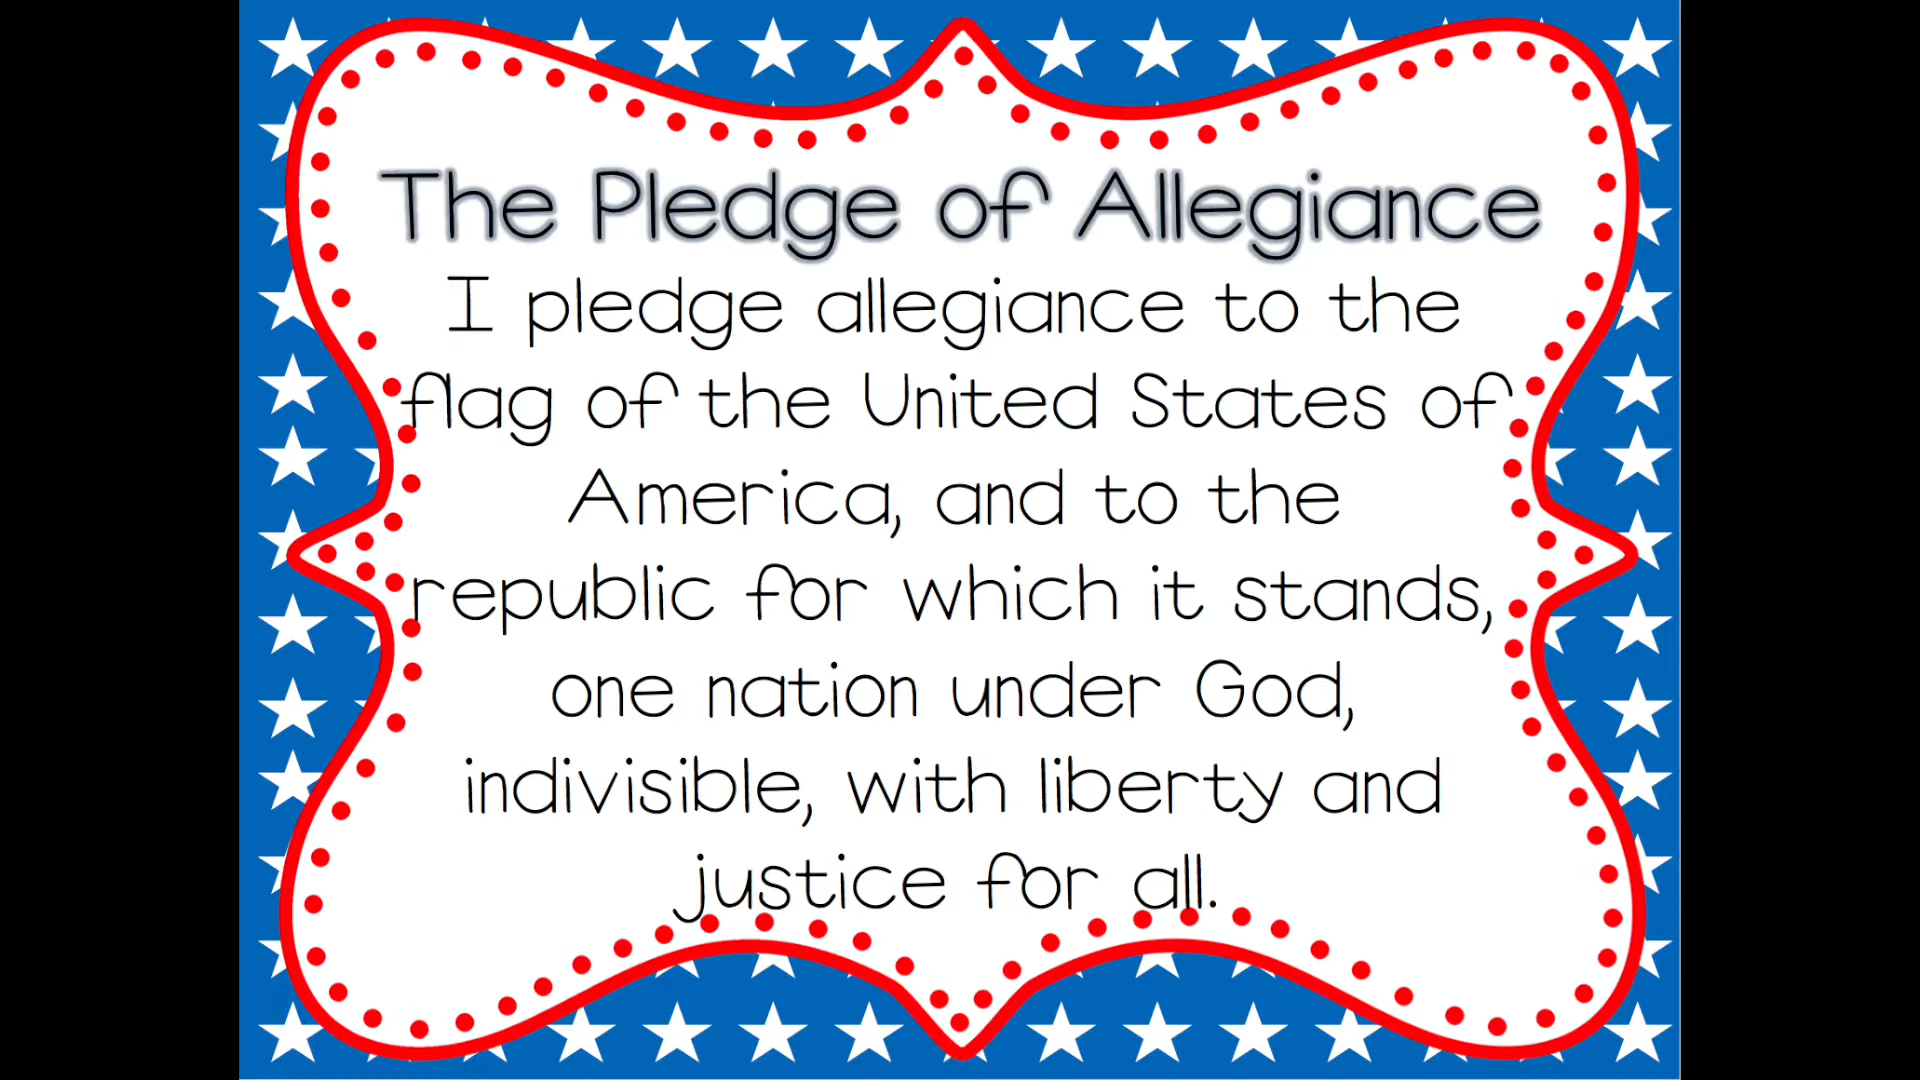 The Pledge of Allegiance
I pledge allegiance to the
flag of the United States of
America, and to the
republic for which it stands,
one nation under God,
indivisible, with liberty and
justice for all.